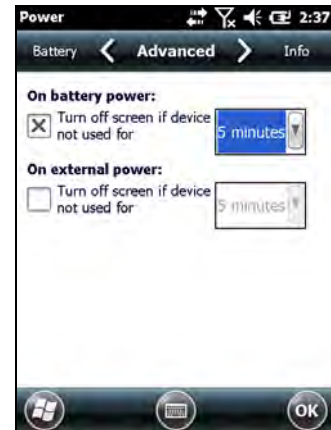 Power 2:37
Battery Advanced Info
On battery power:
Turn off screen if device
not used for
5 minutes
On external power:
Turn off screen if device
not used for
5 minutes
OK